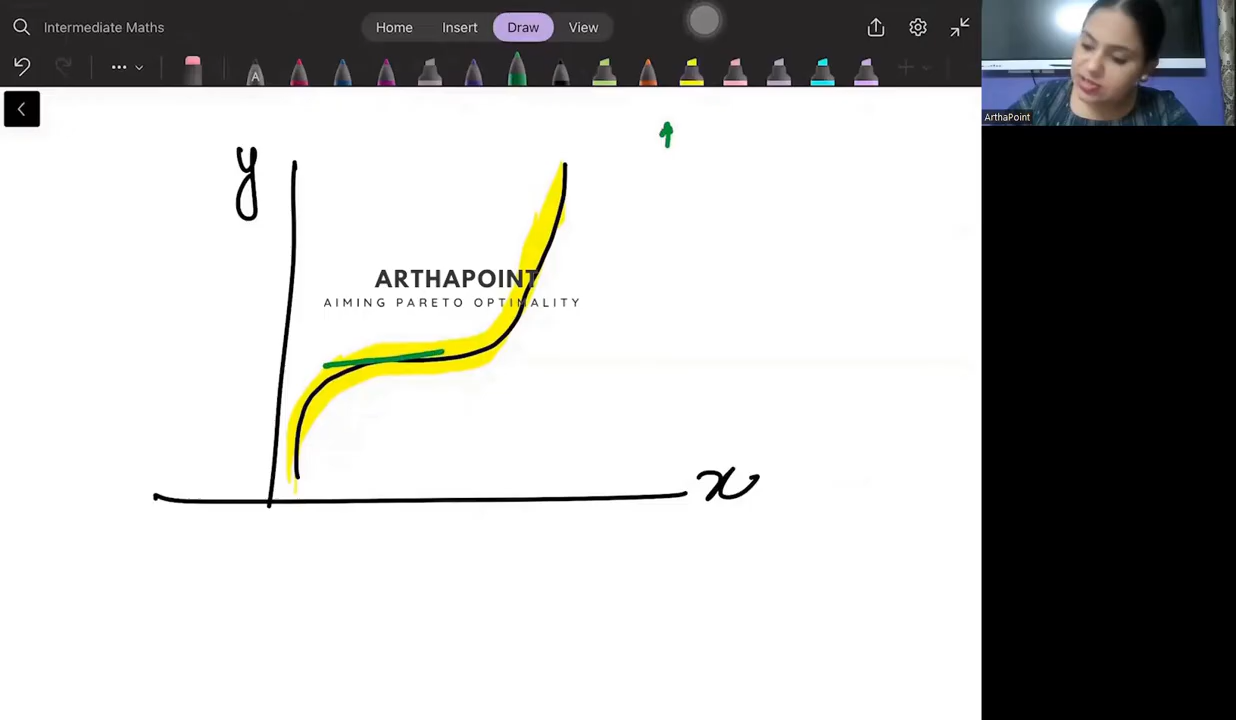 Intermediate Maths
Home
Insert
Draw
View
A
ArthaPoint
y
ARTHAPOINT
AIMING PARETO OPTIMALITY
x